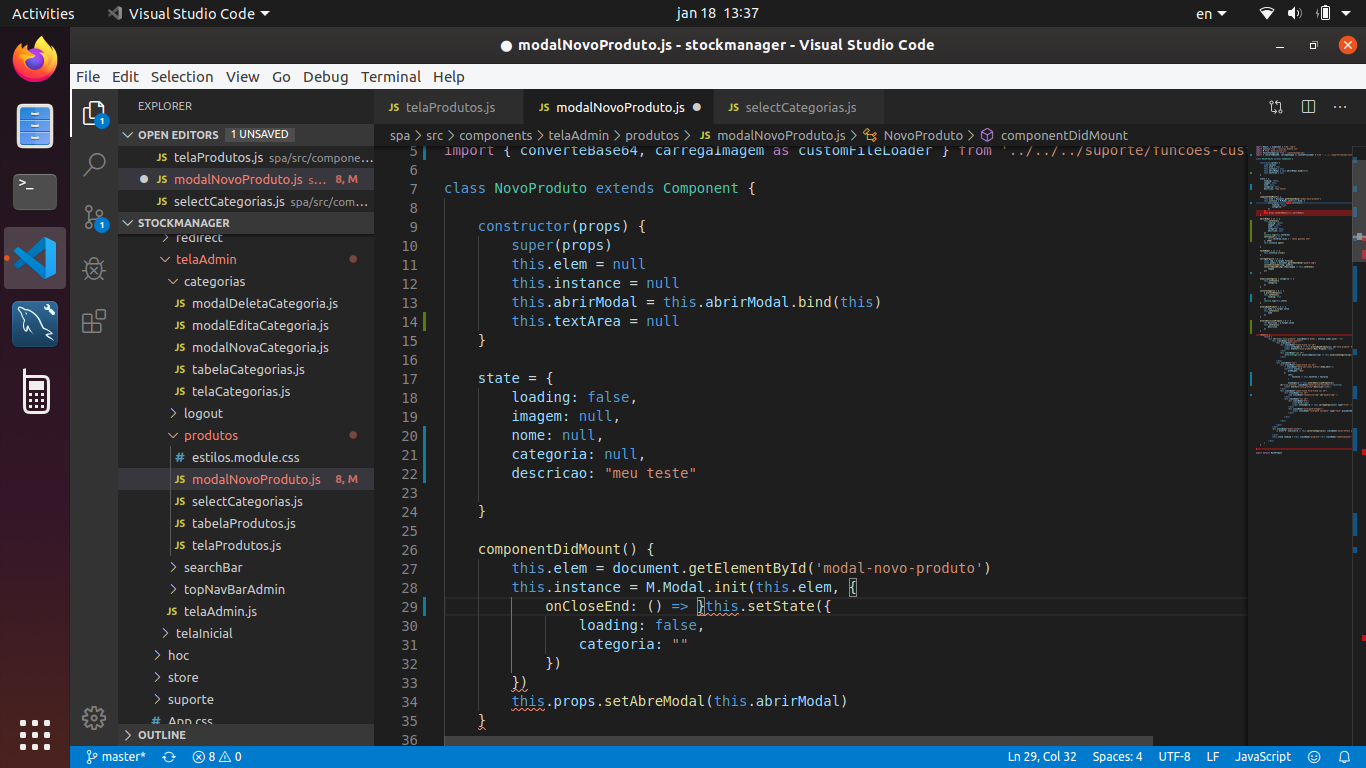 Activities Visual Studio Code jan 18 13:37 en
● modalNovoProduto.js - stockmanager - Visual Studio Code
File Edit Selection View Go Debug Terminal Help
EXPLORER
OPEN EDITORS 1 UNSAVED
JS telaProdutos.js spa/src/compone...
● JS modalNovoProduto.js s... 8, M
JS selectCategorias.js spa/src/com...
STOCKMANAGER
redirect
telaAdmin
categorias
JS modalDeletaCategoria.js
JS modalEditaCategoria.js
JS modalNovaCategoria.js
JS tabelaCategorias.js
JS telaCategorias.js
logout
produtos
# estilos.module.css
JS modalNovoProduto.js 8, M
JS selectCategorias.js
JS tabelaProdutos.js
JS telaProdutos.js
searchBar
topNavBarAdmin
JS telaAdmin.js
telaInicial
hoc
store
suporte
# App.css
OUTLINE
1
1
JS telaProdutos.js JS modalNovoProduto.js ● JS selectCategorias.js
spa > src > components > telaAdmin > produtos > JS modalNovoProduto.js > NovoProduto > componentDidMount
5 import { converteBase64, carregaImagem as customFileLoader } from '../../../suporte/funcoes-cus
6
7 class NovoProduto extends Component {
8
9 constructor(props) {
10 super(props)
11 this.elem = null
12 this.instance = null
13 this.abrirModal = this.abrirModal.bind(this)
14 this.textArea = null
15 }
16
17 state = {
18 loading: false,
19 imagem: null,
20 nome: null,
21 categoria: null,
22 descricao: "meu teste"
23
24 }
25
26 componentDidMount() {
27 this.elem = document.getElementById('modal-novo-produto')
28 this.instance = M.Modal.init(this.elem, {
29 onCloseEnd: () => }this.setState({
30 loading: false,
31 categoria: ""
32 })
33 })
34 this.props.setAbreModal(this.abrirModal)
35 }
36
master* 8 0 Ln 29, Col 32 Spaces: 4 UTF-8 LF JavaScript